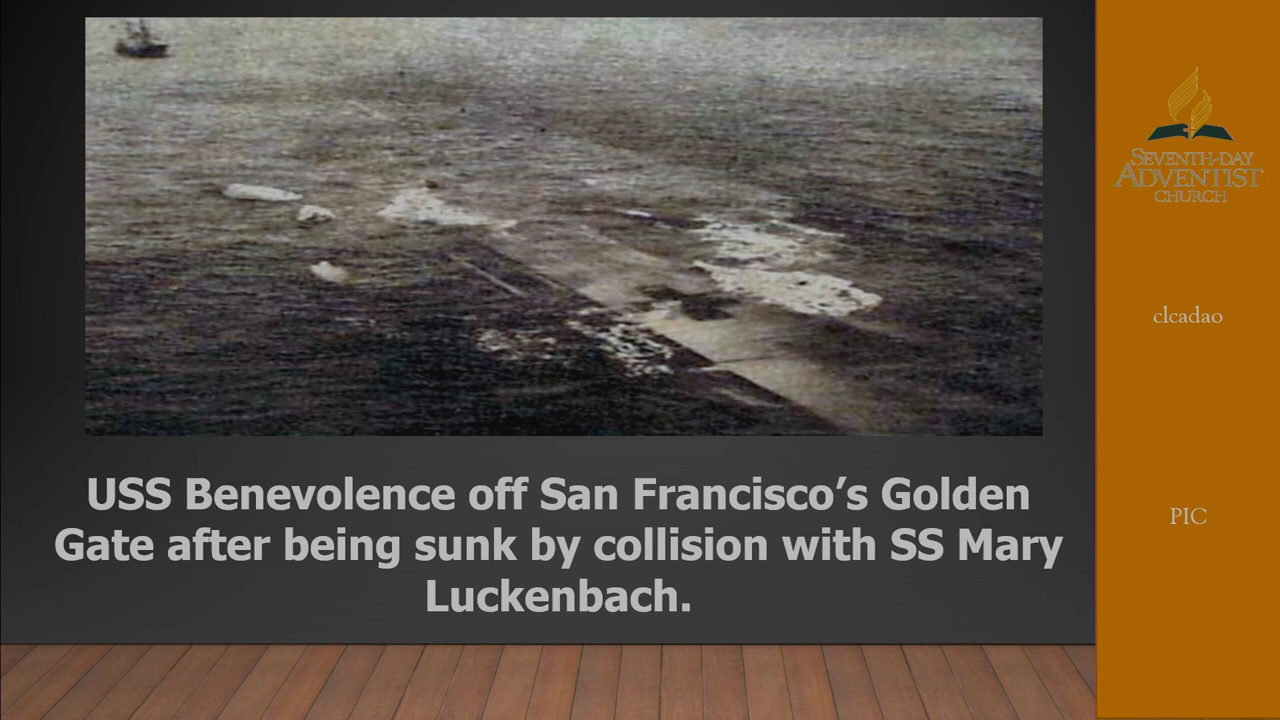 USS Benevolence off San Francisco’s Golden
Gate after being sunk by collision with SS Mary
Luckenbach.
SEVENTH-DAY
ADVENTIST
CHURCH
clcadao
PIC